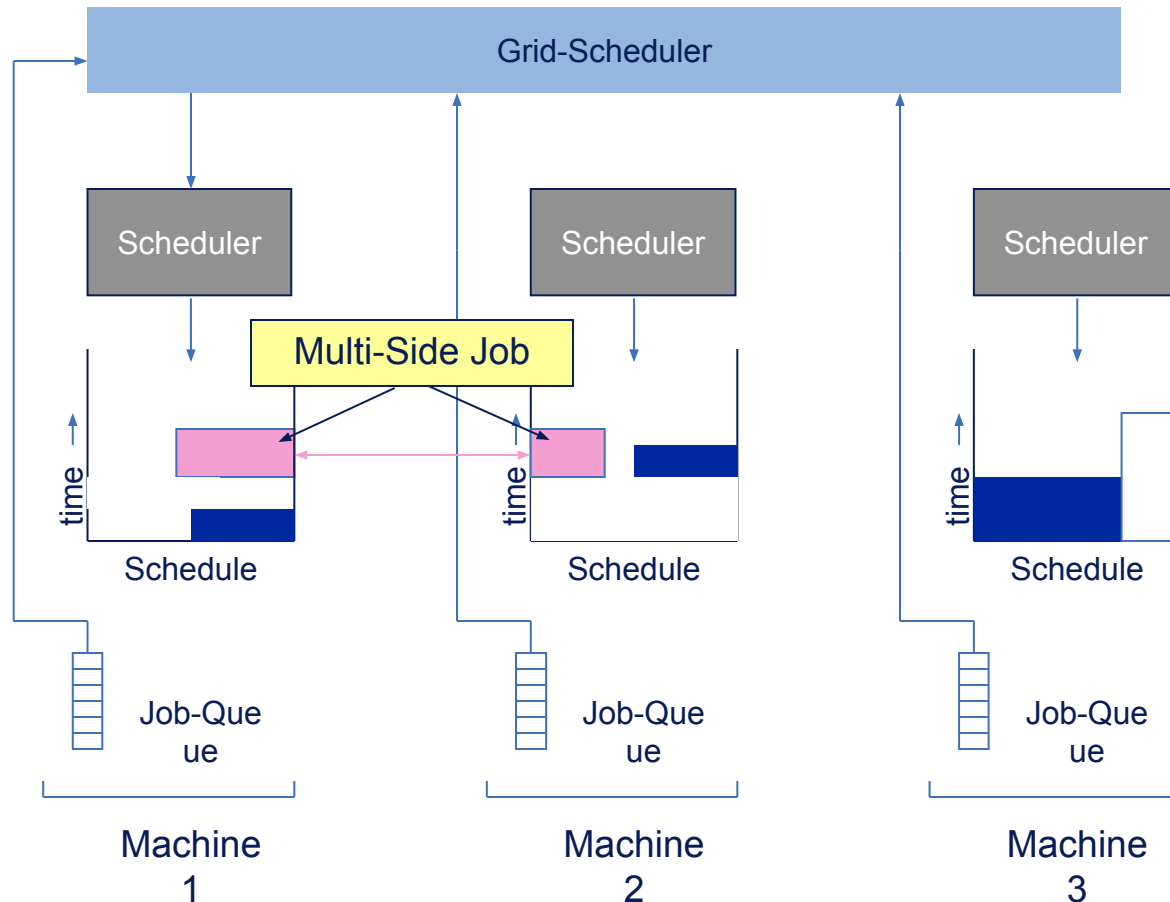 Grid-Scheduler
Scheduler
Scheduler
Scheduler
Multi-Side Job
time
time
time
Schedule
Schedule
Schedule
Job-Que
ue
Job-Que
ue
Job-Que
ue
Machine
1
Machine
2
Machine
3